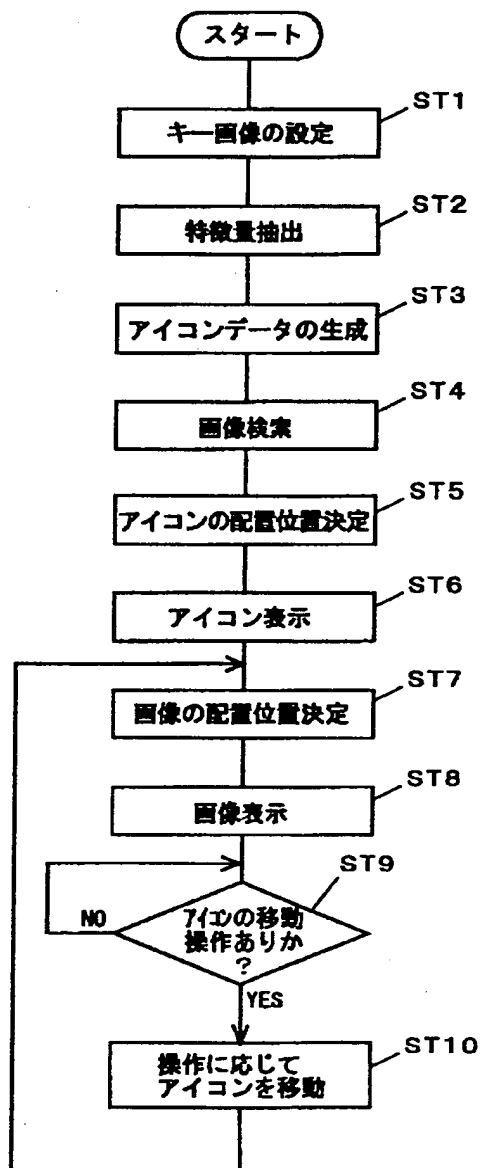 スタート
ST1
キー画像の設定
ST2
特徴量抽出
ST3
アイコンデータの生成
ST4
画像検索
ST5
アイコンの配置位置決定
ST6
アイコン表示
ST7
画像の配置位置決定
ST8
画像表示
ST9
ｱｲｺﾝの移動
操作ありか
?
NO
YES
ST10
操作に応じて
アイコンを移動